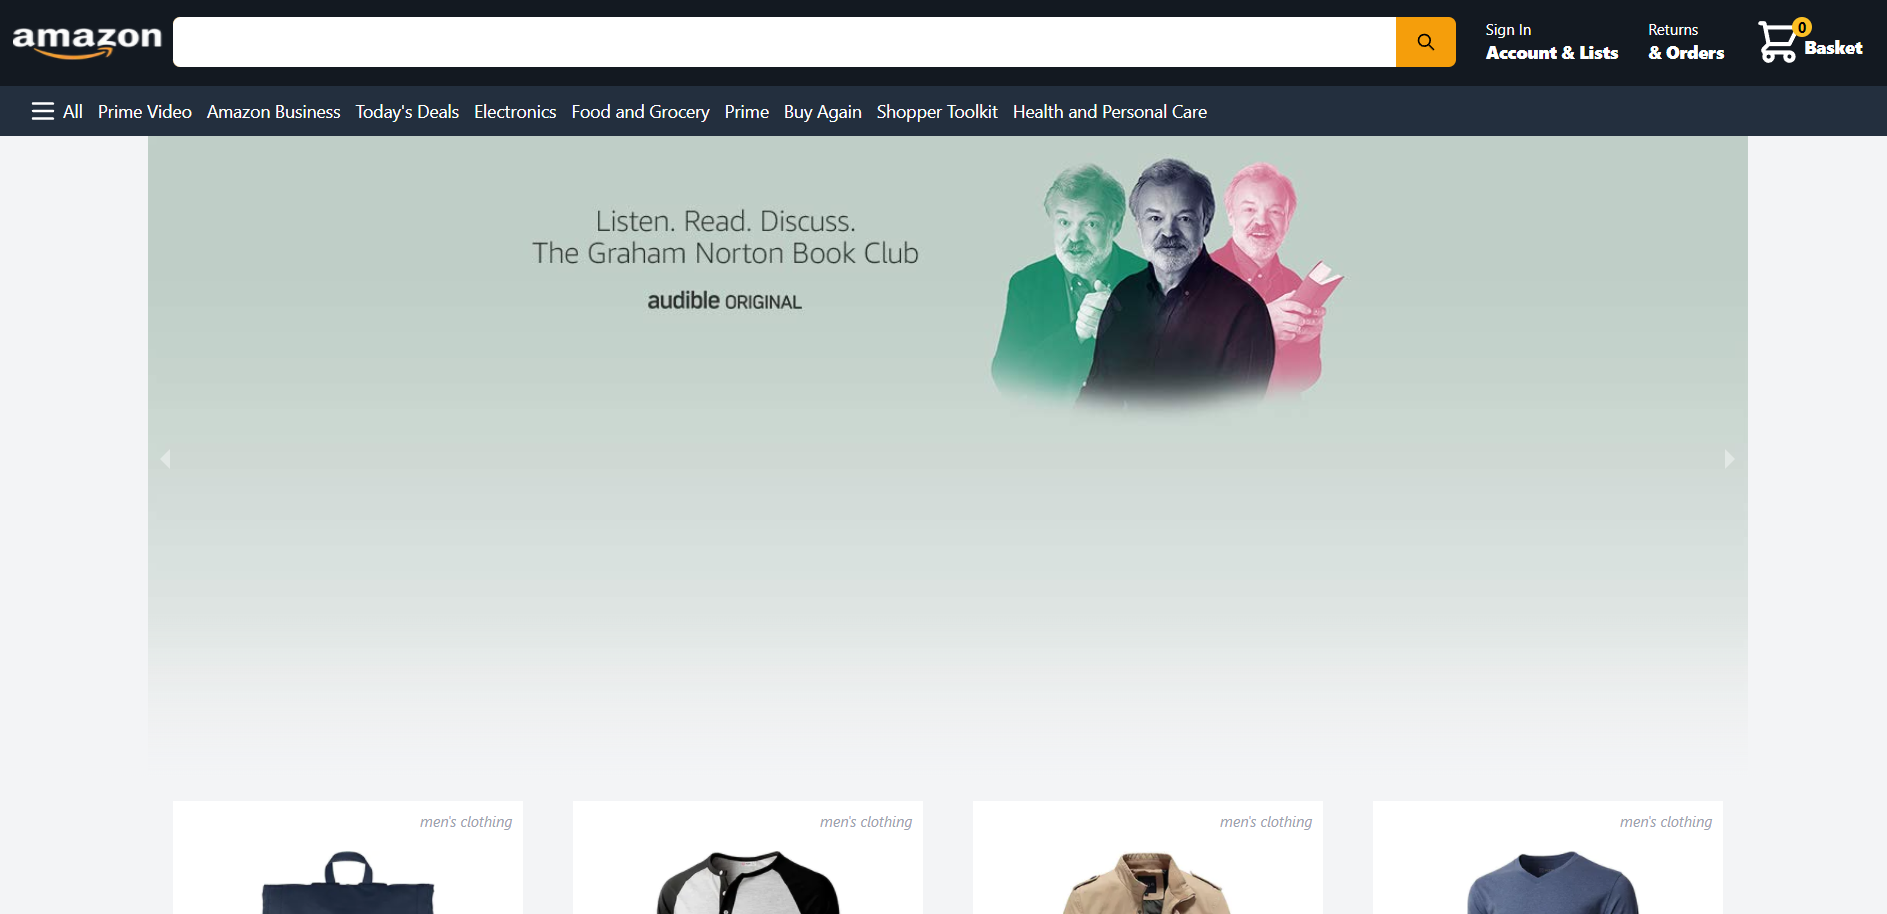 amazon
Sign In
Account & Lists
Returns
& Orders
0
Basket
All Prime Video Amazon Business Today's Deals Electronics Food and Grocery Prime Buy Again Shopper Toolkit Health and Personal Care
Listen. Read. Discuss.
The Graham Norton Book Club
audible ORIGINAL
men's clothing
men's clothing
men's clothing
men's clothing